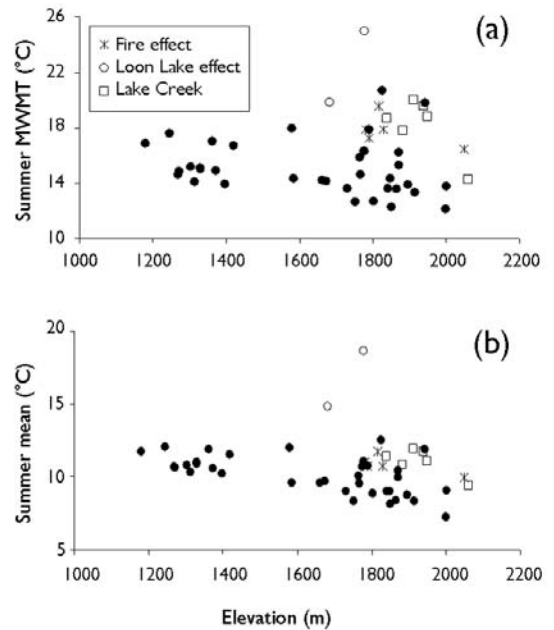 (a)
Fire effect
Loon Lake effect
Lake Creek
Summer MWMT (°C)
26
22
18
14
10
1000 1200 1400 1600 1800 2000 2200
(b)
Summer mean (°C)
20
15
10
5
1000 1200 1400 1600 1800 2000 2200
Elevation (m)